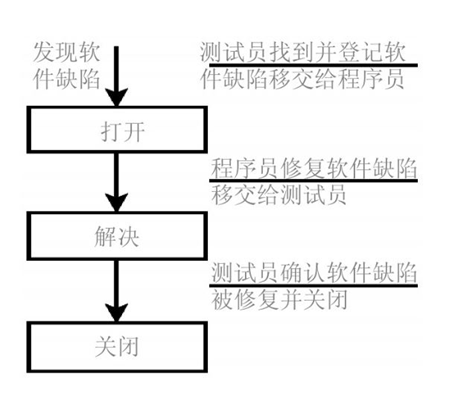 发现软
件缺陷
测试员找到并登记软
件缺陷移交给程序员
打开
程序员修复软件缺陷
移交给测试员
解决
测试员确认软件缺陷
被修复并关闭
关闭